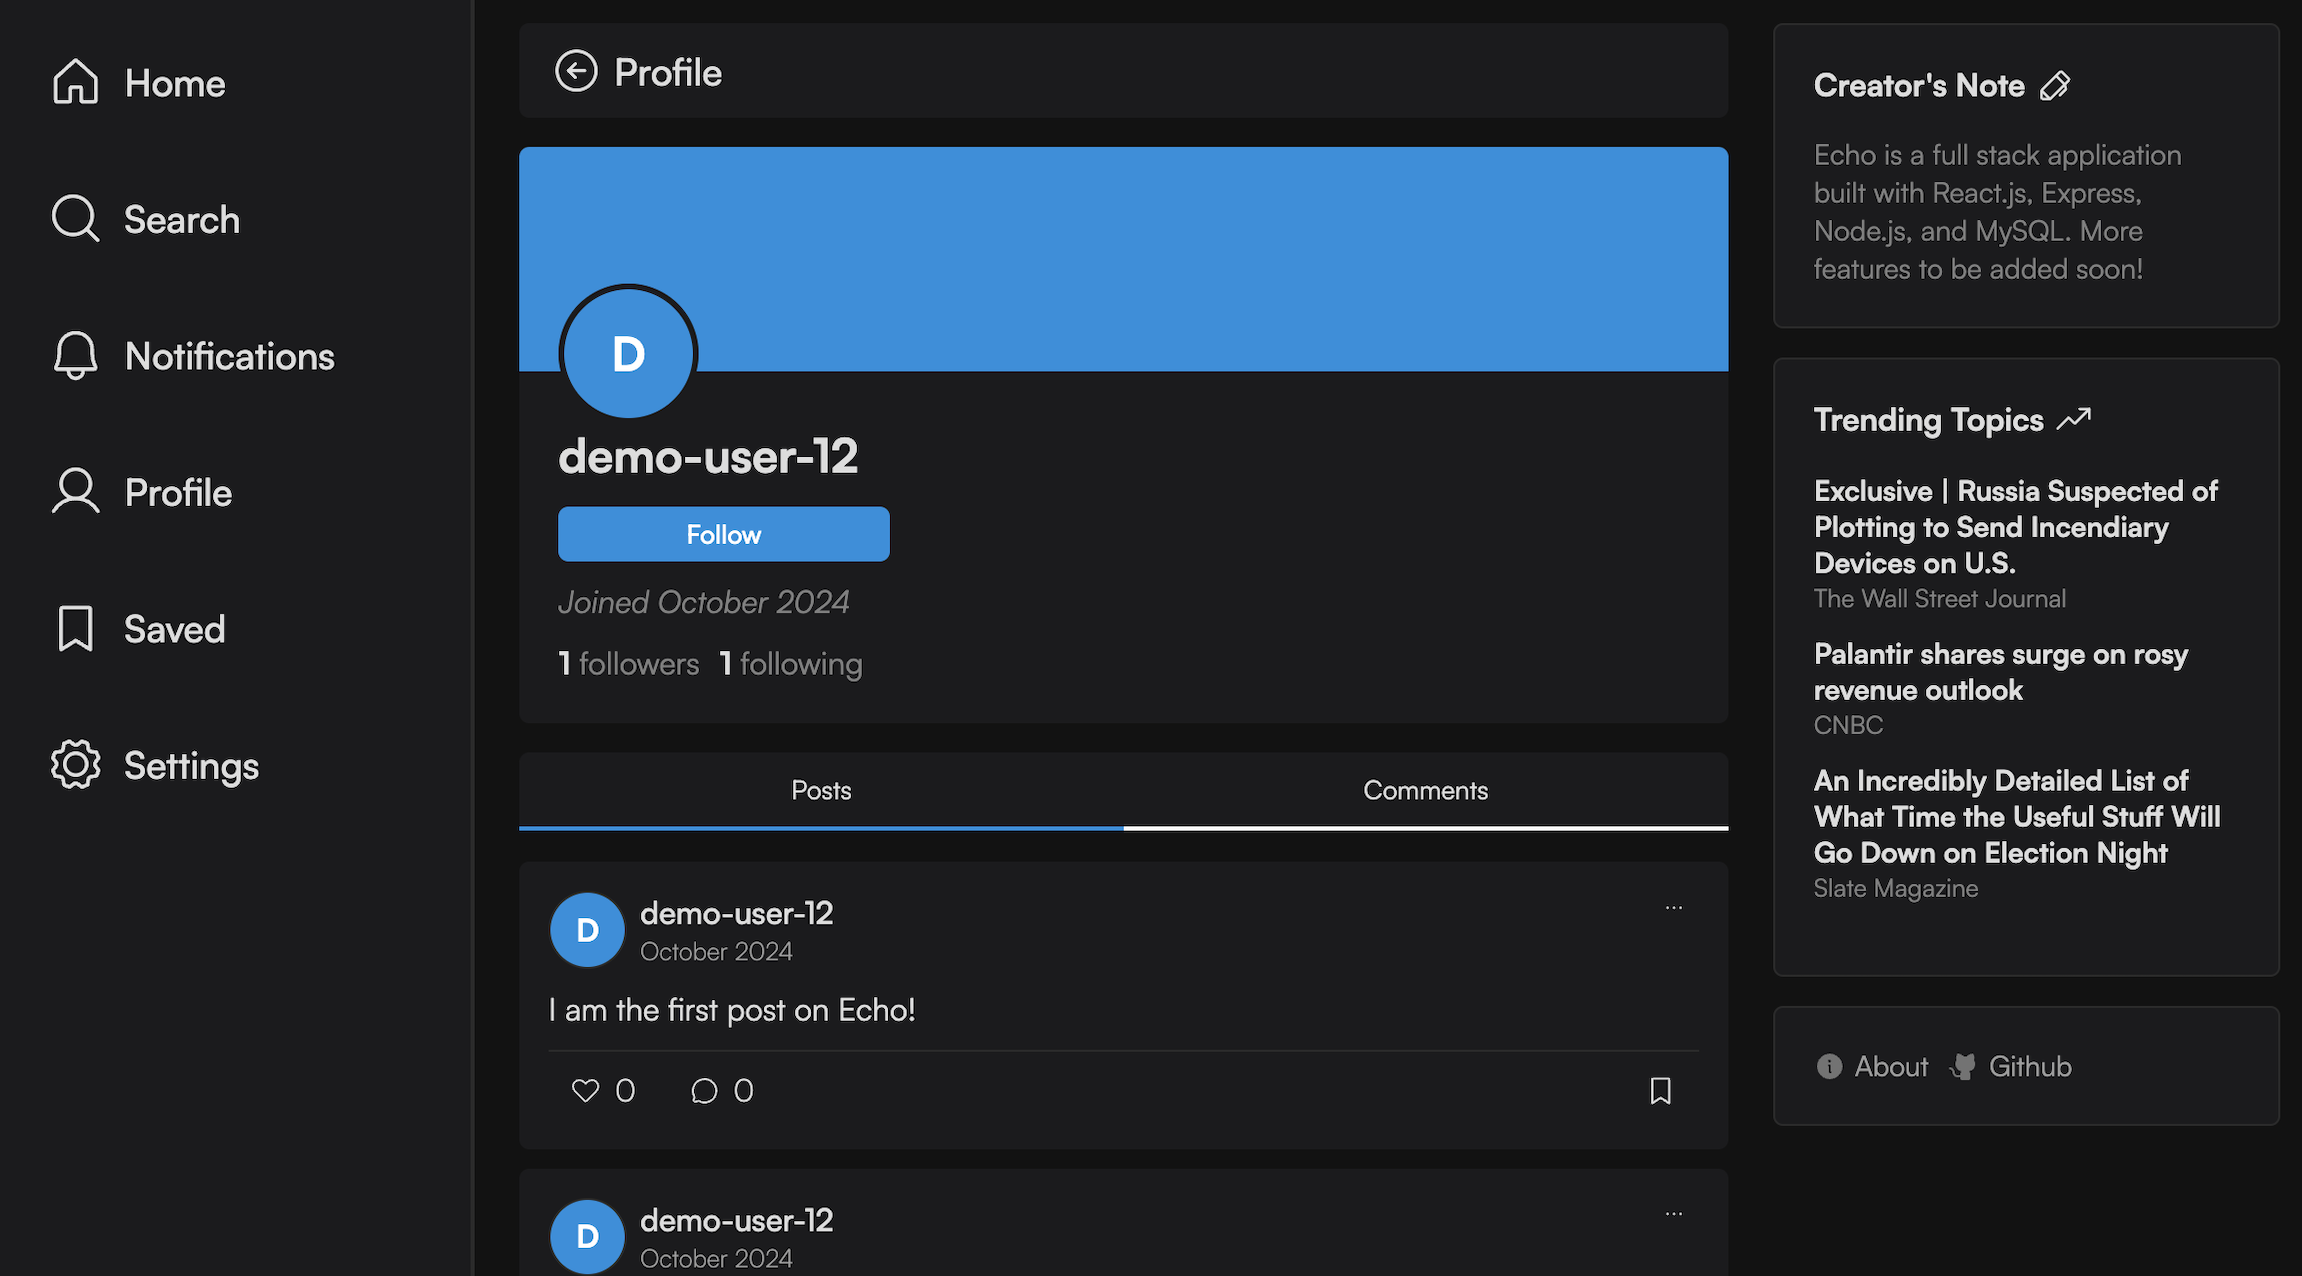 Home
Search
Notifications
Profile
Saved
Settings
Profile
D
demo-user-12
Follow
Joined October 2024
1 followers 1 following
Posts
Comments
D
demo-user-12
October 2024
...
I am the first post on Echo!
0
0
D
demo-user-12
October 2024
...
Creator's Note
Echo is a full stack application
built with React.js, Express,
Node.js, and MySQL. More
features to be added soon!
Trending Topics
Exclusive | Russia Suspected of
Plotting to Send Incendiary
Devices on U.S.
The Wall Street Journal
Palantir shares surge on rosy
revenue outlook
CNBC
An Incredibly Detailed List of
What Time the Useful Stuff Will
Go Down on Election Night
Slate Magazine
About Github